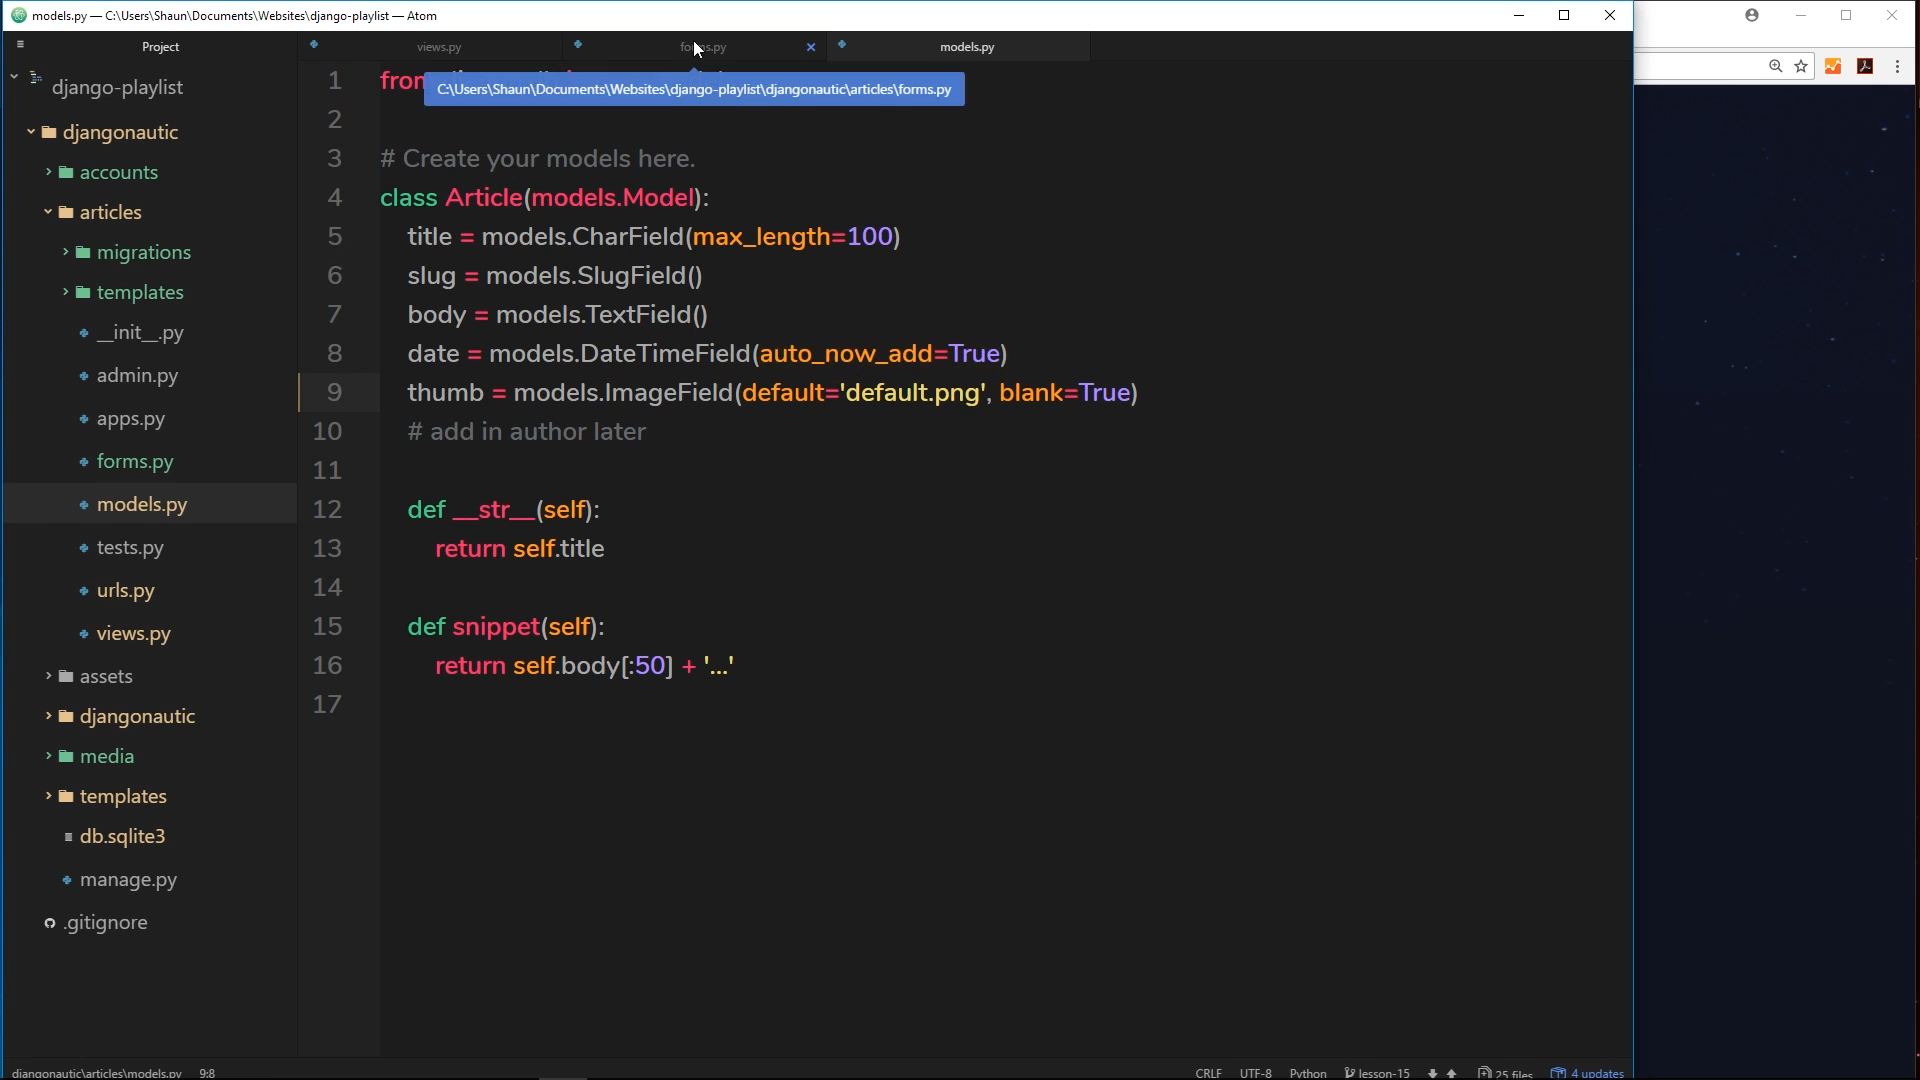 models.py — C:\Users\Shaun\Documents\Websites\django-playlist — Atom
Project
views.py
models.py
C:\Users\Shaun\Documents\Websites\django-playlist\djangonautic\articles\forms.py
django-playlist
djangonautic
accounts
articles
migrations
templates
__init__.py
admin.py
apps.py
forms.py
models.py
tests.py
urls.py
views.py
assets
djangonautic
media
templates
db.sqlite3
manage.py
.gitignore
1
2
3 # Create your models here.
4 class Article(models.Model):
5 title = models.CharField(max_length=100)
6 slug = models.SlugField()
7 body = models.TextField()
8 date = models.DateTimeField(auto_now_add=True)
9 thumb = models.ImageField(default='default.png', blank=True)
10 # add in author later
11
12 def __str__(self):
13 return self.title
14
15 def snippet(self):
16 return self.body[:50] + '...'
17
djangonautic\articles\models.py 9:8
CRLF UTF-8 Python lesson-15 25 files 4 updates